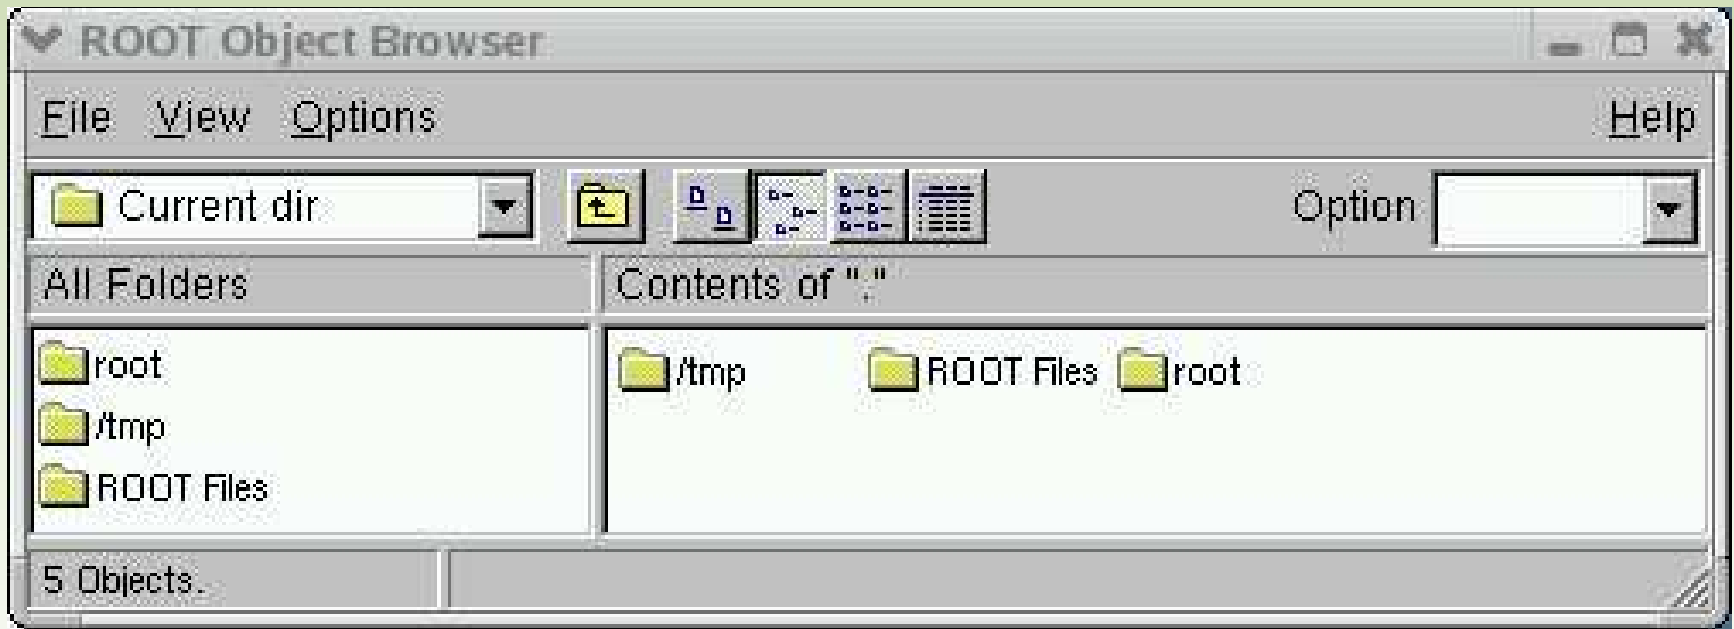 ROOT Object Browser
File View Options Help
Current dir Option
All Folders Contents of "."
root
/tmp
ROOT Files
/tmp ROOT Files root
5 Objects.